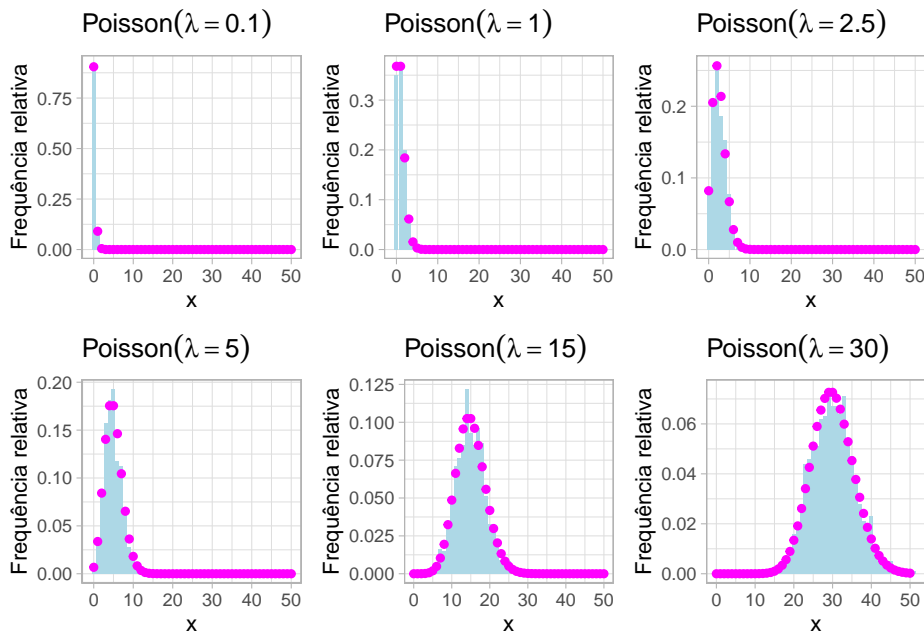 Poisson(λ = 0.1)
Frequência relativa
0.75
0.50
0.25
0.00
0 10 20 30 40 50
x
Poisson(λ = 1)
Frequência relativa
0.3
0.2
0.1
0.0
0 10 20 30 40 50
x
Poisson(λ = 2.5)
Frequência relativa
0.2
0.1
0.0
0 10 20 30 40 50
x
Poisson(λ = 5)
Frequência relativa
0.20
0.15
0.10
0.05
0.00
0 10 20 30 40 50
x
Poisson(λ = 15)
Frequência relativa
0.125
0.100
0.075
0.050
0.025
0.000
0 10 20 30 40 50
x
Poisson(λ = 30)
Frequência relativa
0.06
0.04
0.02
0.00
0 10 20 30 40 50
x